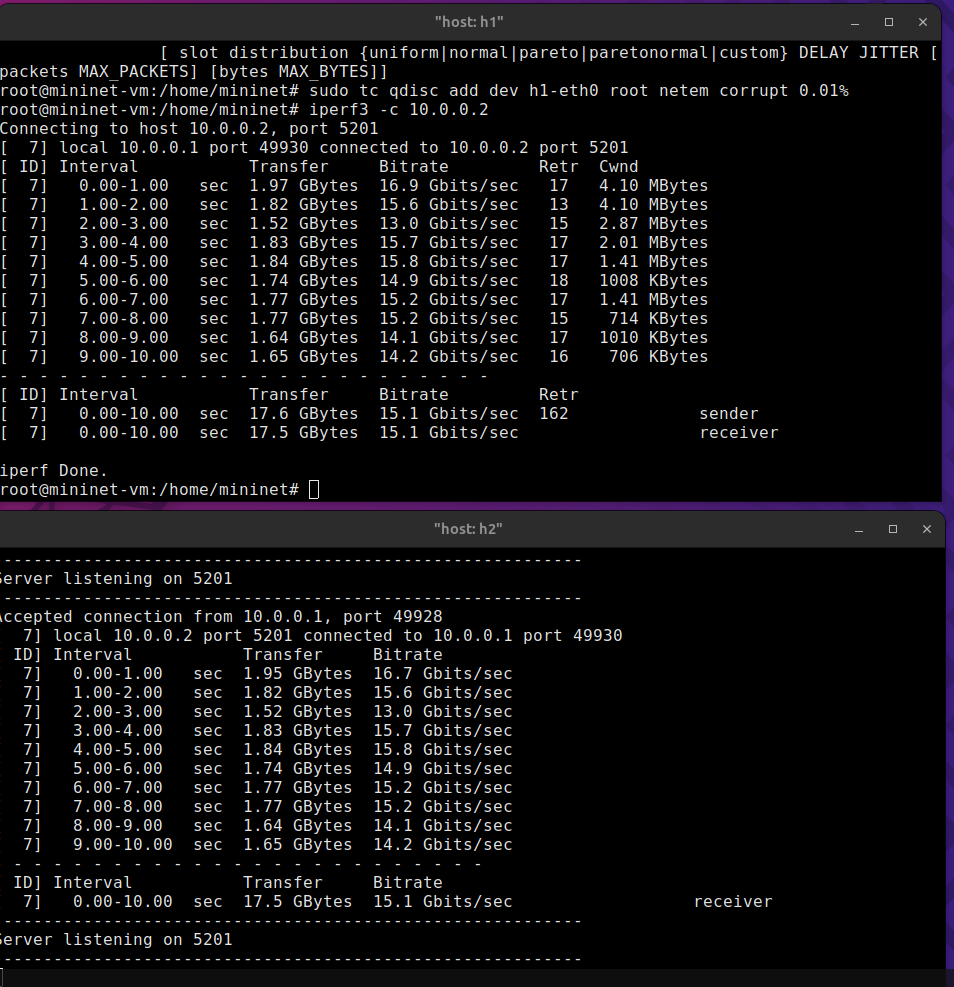 "host: h1"
[ slot distribution {uniform|normal|pareto|paretonormal|custom} DELAY JITTER [
packets MAX_PACKETS] [bytes MAX_BYTES]]
root@mininet-vm:/home/mininet# sudo tc qdisc add dev h1-eth0 root netem corrupt 0.01%
root@mininet-vm:/home/mininet# iperf3 -c 10.0.0.2
Connecting to host 10.0.0.2, port 5201
[  7] local 10.0.0.1 port 49930 connected to 10.0.0.2 port 5201
[ ID] Interval           Transfer     Bitrate         Retr  Cwnd
[  7]   0.00-1.00   sec  1.97 GBytes  16.9 Gbits/sec   17   4.10 MBytes
[  7]   1.00-2.00   sec  1.82 GBytes  15.6 Gbits/sec   13   4.10 MBytes
[  7]   2.00-3.00   sec  1.52 GBytes  13.0 Gbits/sec   15   2.87 MBytes
[  7]   3.00-4.00   sec  1.83 GBytes  15.7 Gbits/sec   17   2.01 MBytes
[  7]   4.00-5.00   sec  1.84 GBytes  15.8 Gbits/sec   17   1.41 MBytes
[  7]   5.00-6.00   sec  1.74 GBytes  14.9 Gbits/sec   18   1008 KBytes
[  7]   6.00-7.00   sec  1.77 GBytes  15.2 Gbits/sec   17   1.41 MBytes
[  7]   7.00-8.00   sec  1.77 GBytes  15.2 Gbits/sec   15    714 KBytes
[  7]   8.00-9.00   sec  1.64 GBytes  14.1 Gbits/sec   17   1010 KBytes
[  7]   9.00-10.00  sec  1.65 GBytes  14.2 Gbits/sec   16    706 KBytes
- - - - - - - - - - - - - - - - - - - - - - - - -
[ ID] Interval           Transfer     Bitrate         Retr
[  7]   0.00-10.00  sec  17.6 GBytes  15.1 Gbits/sec  162             sender
[  7]   0.00-10.00  sec  17.5 GBytes  15.1 Gbits/sec                  receiver
iperf Done.
root@mininet-vm:/home/mininet#
"host: h2"
-----------------------------------------------------------
Server listening on 5201
-----------------------------------------------------------
Accepted connection from 10.0.0.1, port 49928
7] local 10.0.0.2 port 5201 connected to 10.0.0.1 port 49930
ID] Interval           Transfer     Bitrate
7]   0.00-1.00   sec  1.95 GBytes  16.7 Gbits/sec
7]   1.00-2.00   sec  1.82 GBytes  15.6 Gbits/sec
7]   2.00-3.00   sec  1.52 GBytes  13.0 Gbits/sec
7]   3.00-4.00   sec  1.83 GBytes  15.7 Gbits/sec
7]   4.00-5.00   sec  1.84 GBytes  15.8 Gbits/sec
7]   5.00-6.00   sec  1.74 GBytes  14.9 Gbits/sec
7]   6.00-7.00   sec  1.77 GBytes  15.2 Gbits/sec
7]   7.00-8.00   sec  1.77 GBytes  15.2 Gbits/sec
7]   8.00-9.00   sec  1.64 GBytes  14.1 Gbits/sec
7]   9.00-10.00  sec  1.65 GBytes  14.2 Gbits/sec
- - - - - - - - - - - - - - - - - - - - - - - -
ID] Interval           Transfer     Bitrate
7]   0.00-10.00  sec  17.5 GBytes  15.1 Gbits/sec                  receiver
-----------------------------------------------------------
Server listening on 5201
-----------------------------------------------------------